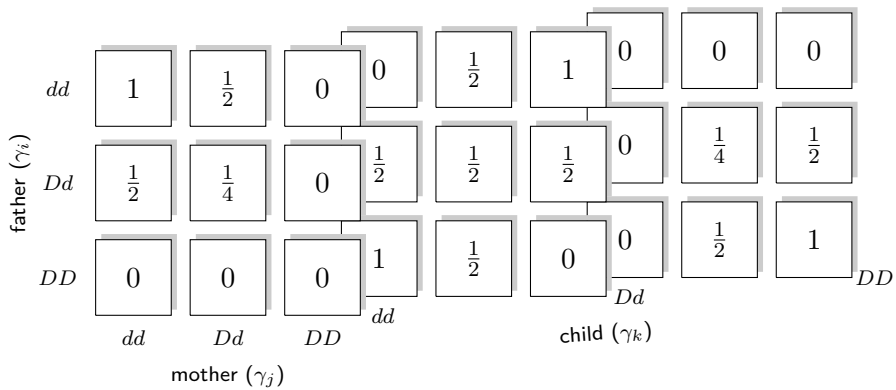 0 0 0
0 1/2 1
dd 1 1/2 0
0 1/4 1/2
1/2 1/2 1/2
Dd 1/2 1/4 0
father (γi)
0 1/2 1
1 1/2 0
DD 0 0 0
DD
Dd
dd
dd Dd DD
child (γk)
mother (γj)